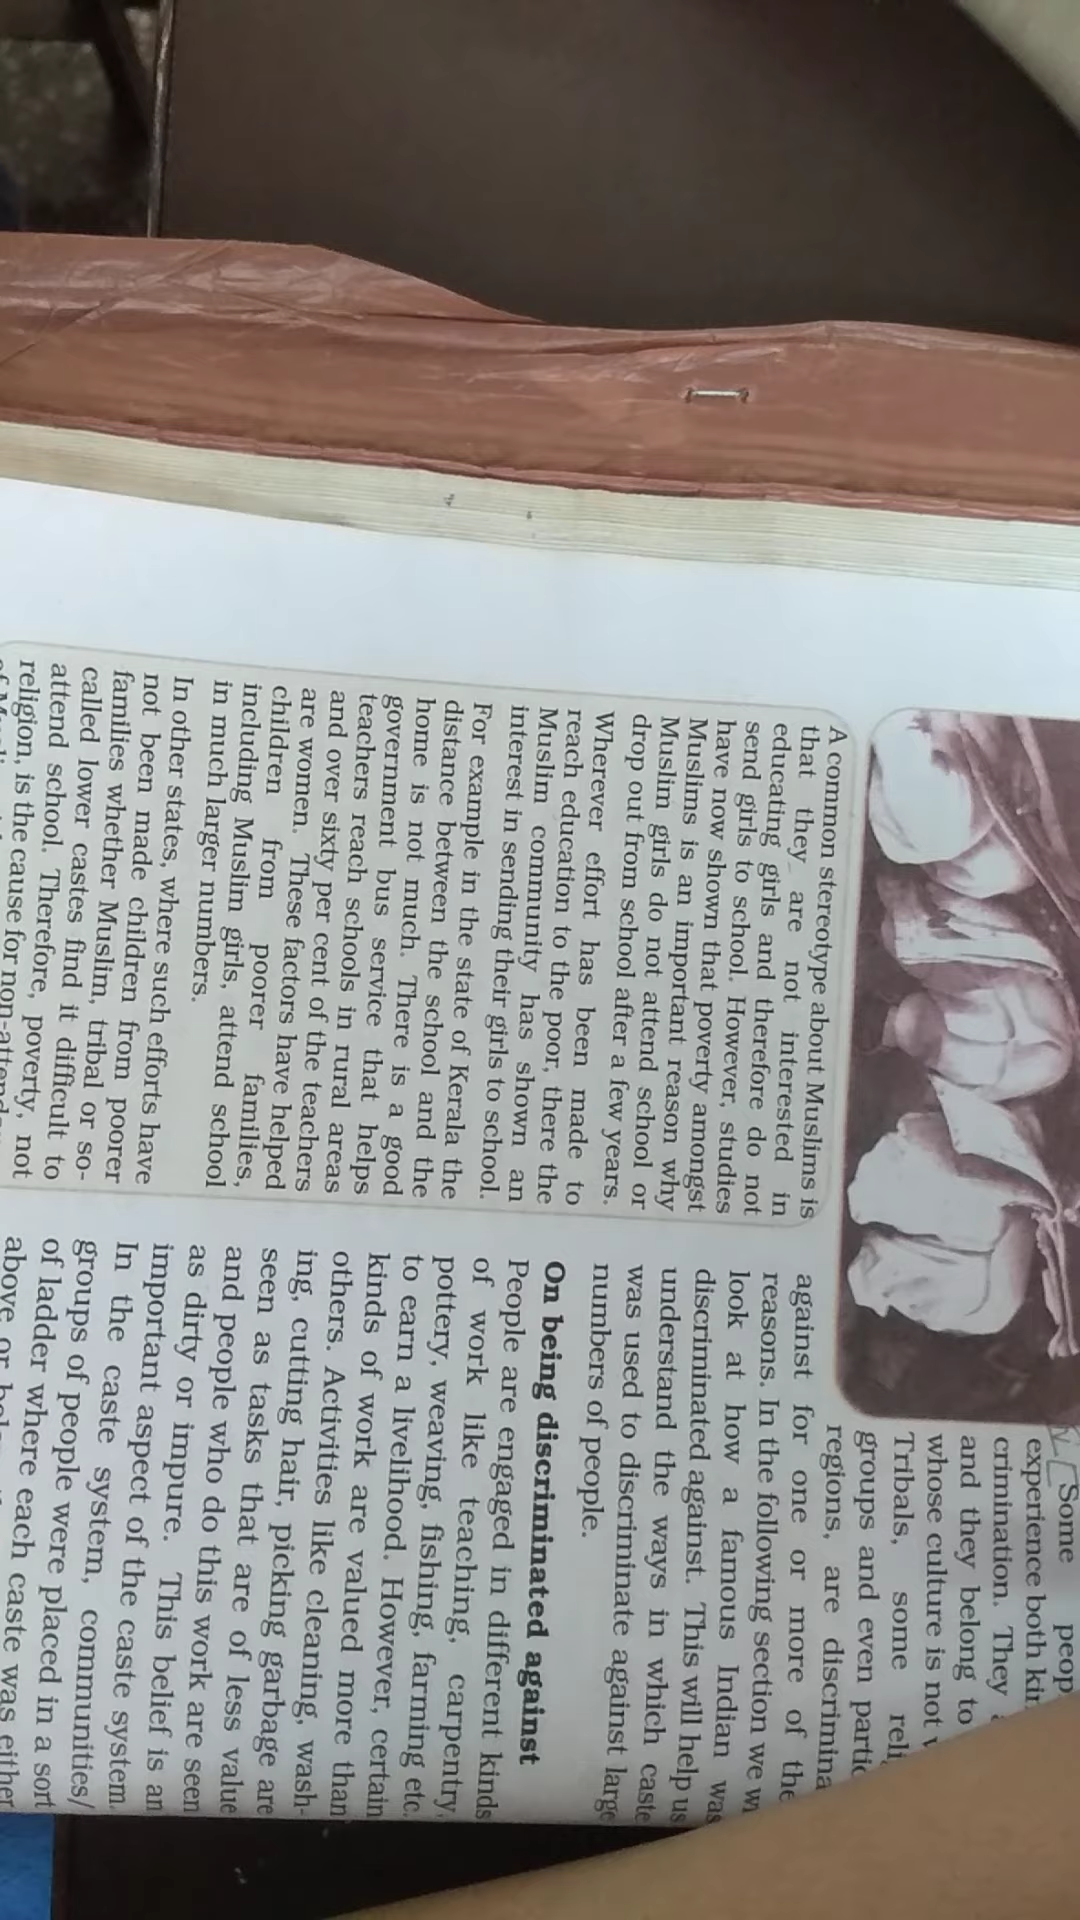 A common stereotype about Muslims is
that they are not interested in
educating girls and therefore do not
send girls to school. However, studies
have now shown that poverty amongst
Muslims is an important reason why
Muslim girls do not attend school or
drop out from school after a few years.
Wherever effort has been made to
reach education to the poor, there the
Muslim community has shown an
interest in sending their girls to school.
For example in the state of Kerala the
distance between the school and the
home is not much. There is a good
government bus service that helps
teachers reach schools in rural areas
and over sixty per cent of the teachers
are women. These factors have helped
children from poorer families,
including Muslim girls, attend school
in much larger numbers.
In other states, where such efforts have
not been made children from poorer
families whether Muslim, tribal or so-
called lower castes find it difficult to
attend school. Therefore, poverty, not
religion, is the cause for
Some
experience both
crimination. They
and they belong to
whose culture is not
Tribals, some
groups and even
regions, are
against for one or more of
reasons. In the following section we
look at how a famous Indian was
discriminated against. This will help us
understand the ways in which caste
was used to discriminate against large
numbers of people.
On being discriminated against
People are engaged in different kinds
of work like teaching, carpentry,
pottery, weaving, fishing, farming etc.
to earn a livelihood. However, certain
kinds of work are valued more than
others. Activities like cleaning, wash-
ing, cutting hair, picking garbage are
seen as tasks that are of less value
and people who do this work are seen
as dirty or impure. This belief is an
important aspect of the caste system.
In the caste system, communities/
groups of people were placed in a sort
of ladder where each caste was either
above or